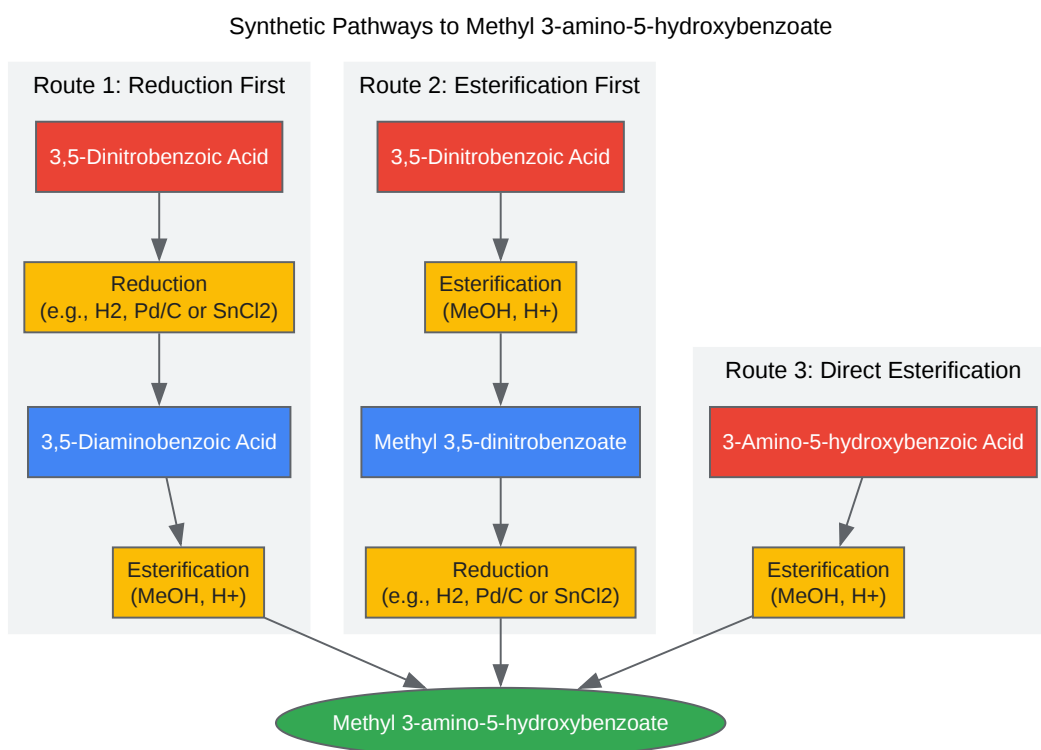 Synthetic Pathways to Methyl 3-amino-5-hydroxybenzoate
Route 1: Reduction First
3,5-Dinitrobenzoic Acid
Reduction
(e.g., H2, Pd/C or SnCl2)
3,5-Diaminobenzoic Acid
Esterification
(MeOH, H+)
Route 2: Esterification First
3,5-Dinitrobenzoic Acid
Esterification
(MeOH, H+)
Methyl 3,5-dinitrobenzoate
Reduction
(e.g., H2, Pd/C or SnCl2)
Route 3: Direct Esterification
3-Amino-5-hydroxybenzoic Acid
Esterification
(MeOH, H+)
Methyl 3-amino-5-hydroxybenzoate